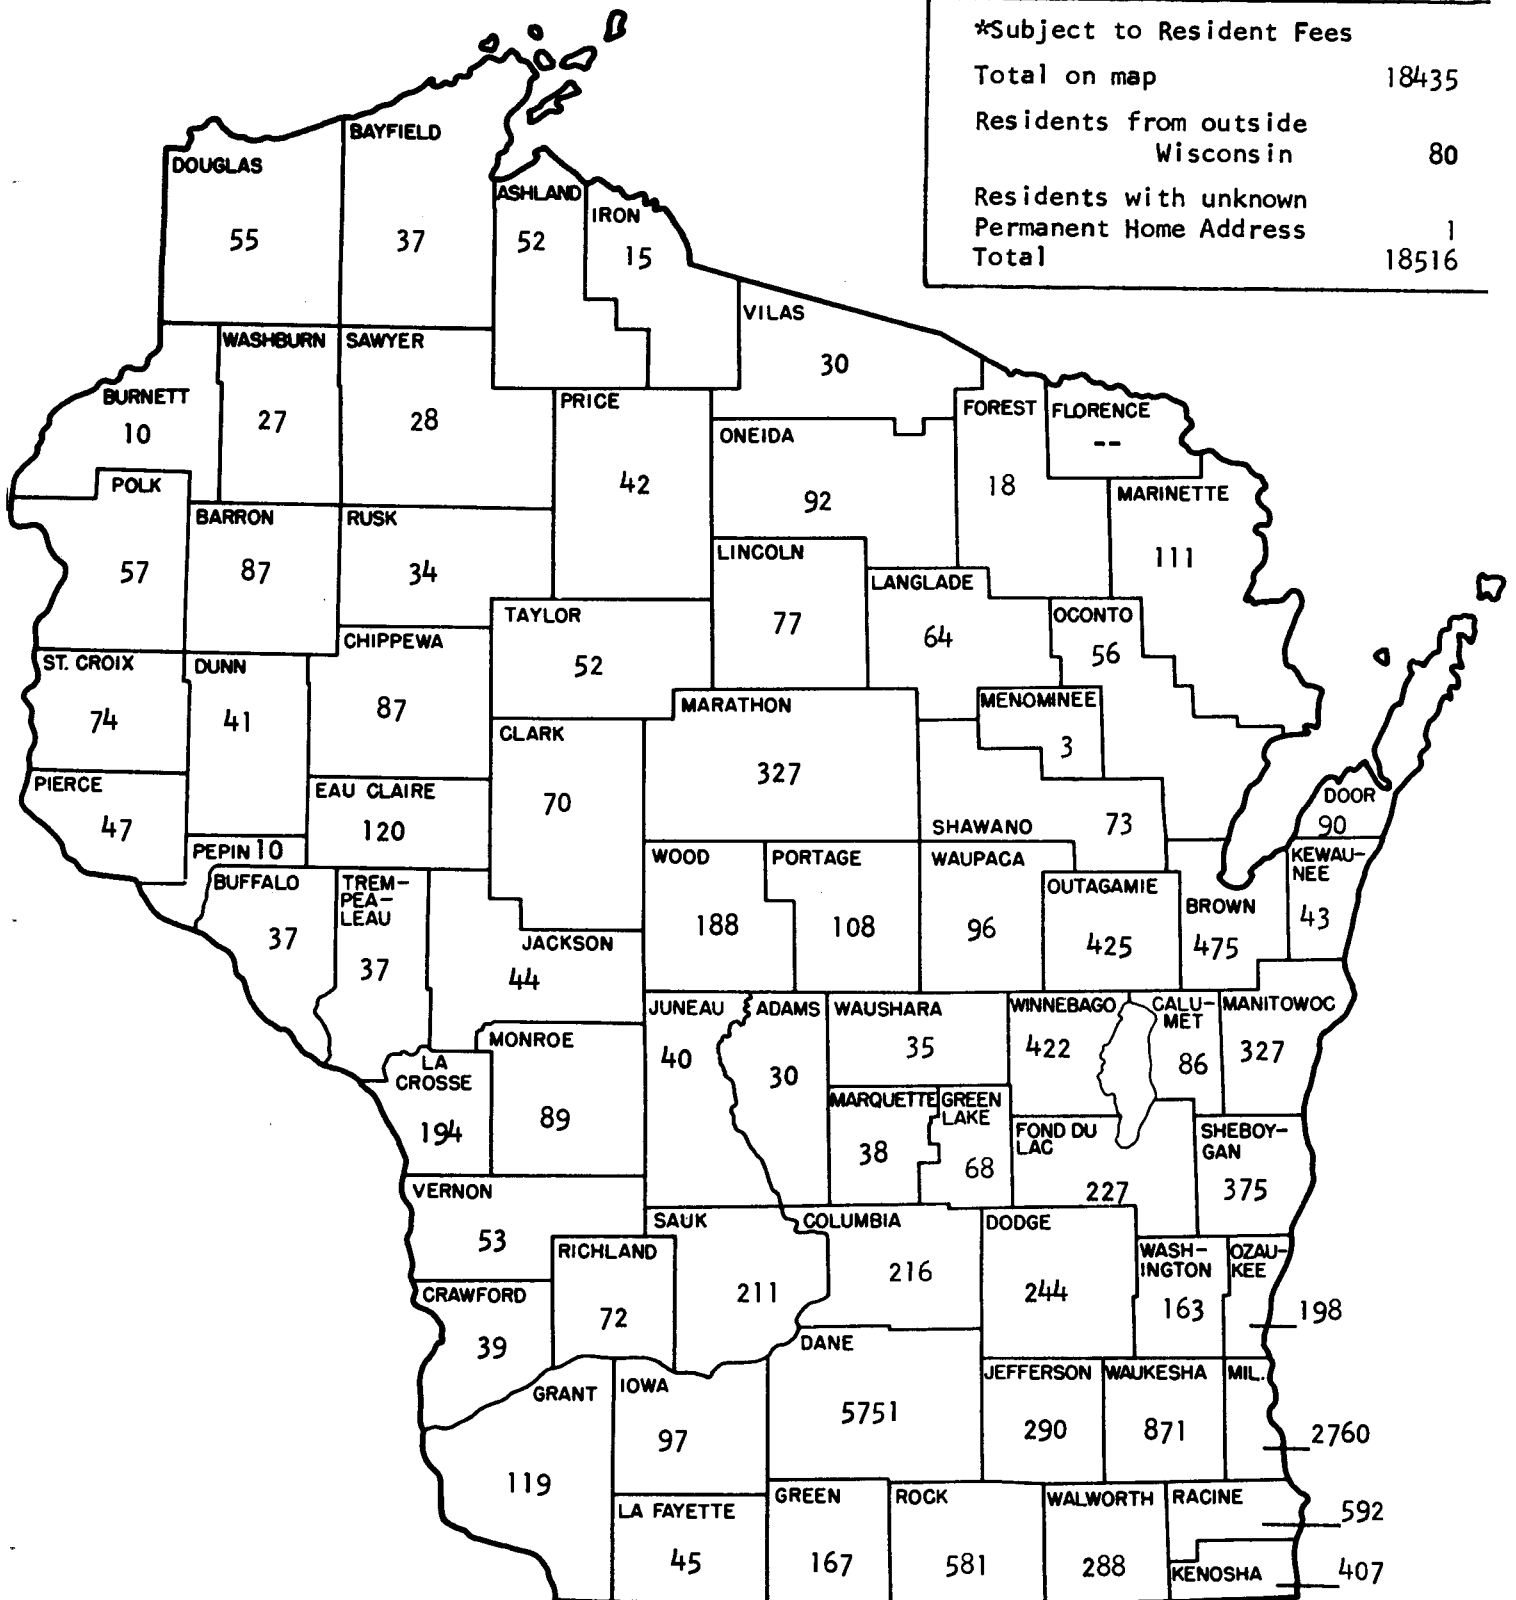 *Subject to Resident Fees
Total on map 18435
Residents from outside
Wisconsin 80
Residents with unknown
Permanent Home Address 1
Total 18516
BAYFIELD
37
DOUGLAS
55
ASHLAND
52
IRON
15
VILAS
30
WASHBURN
27
SAWYER
28
BURNETT
10
PRICE
42
ONEIDA
92
FOREST
18
FLORENCE
--
MARINETTE
111
POLK
57
BARRON
87
RUSK
34
LINCOLN
77
LANGLADE
64
OCONTO
56
TAYLOR
52
CHIPPEWA
87
ST. CROIX
74
DUNN
41
MENOMINEE
3
MARATHON
327
CLARK
70
PIERCE
47
EAU CLAIRE
120
SHAWANO
73
DOOR
90
PEPIN 10
WOOD
188
PORTAGE
108
WAUPACA
96
KEWAU-
NEE
43
BUFFALO
37
TREM-
PEA-
LEAU
37
OUTAGAMIE
425
BROWN
475
JACKSON
44
JUNEAU
40
ADAMS
30
WAUSHARA
35
WINNEBAGO
422
CALU-
MET
86
MANITOWOC
327
MONROE
89
LA
CROSSE
194
MARQUETTE
38
GREEN
LAKE
68
FOND DU
LAC
227
SHEBOY-
GAN
375
VERNON
53
SAUK
211
COLUMBIA
216
DODGE
244
RICHLAND
72
WASH-
INGTON
163
OZAU-
KEE
198
CRAWFORD
39
DANE
5751
JEFFERSON
290
WAUKESHA
871
MIL.
2760
GRANT
119
IOWA
97
GREEN
167
ROCK
581
WALWORTH
288
RACINE
592
LA FAYETTE
45
KENOSHA
407